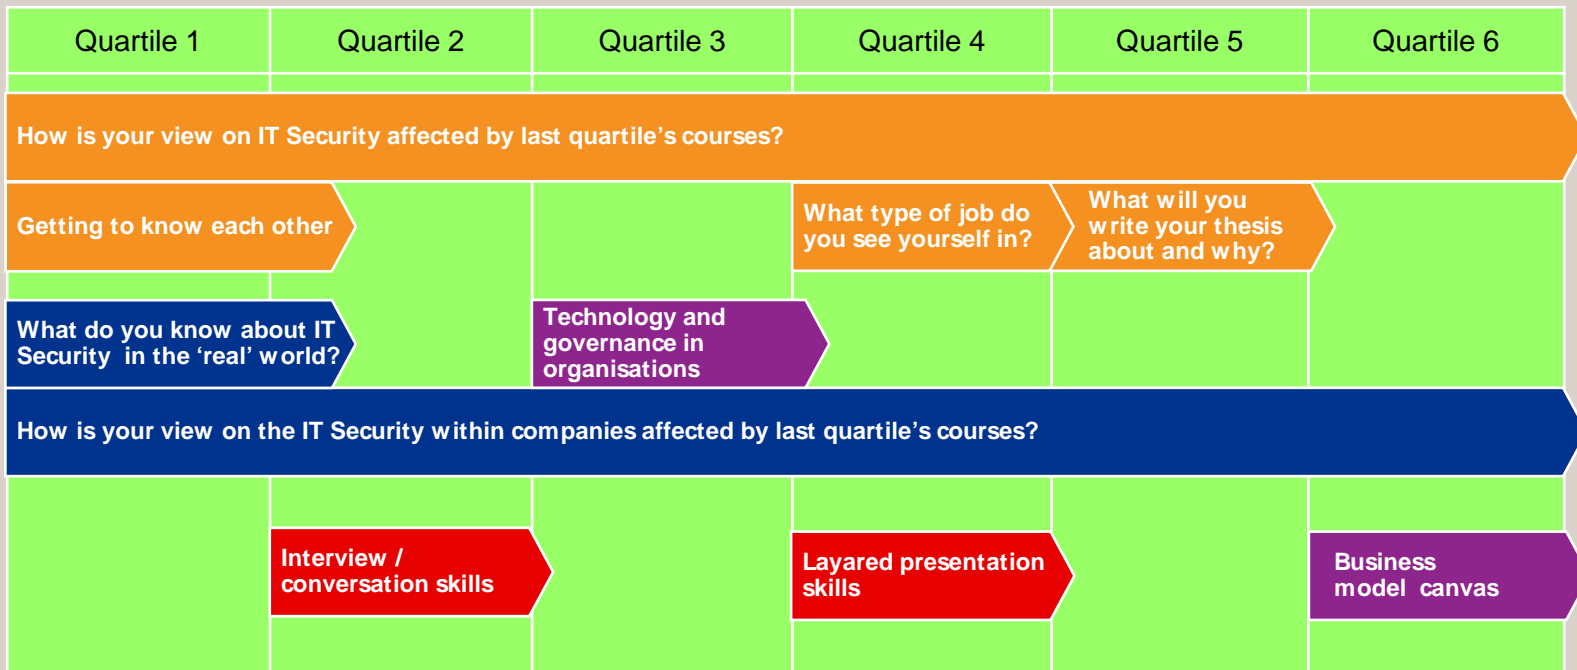 Quartile 1
Quartile 2
Quartile 3
Quartile 4
Quartile 5
Quartile 6
How is your view on IT Security affected by last quartile's courses?
Getting to know each other
What type of job do
you see yourself in?
What will you
write your thesis
about and why?
What do you know about IT
Security in the ‘real’ world?
Technology and
governance in
organisations
How is your view on the IT Security within companies affected by last quartile's courses?
Interview /
conversation skills
Layared presentation
skills
Business
model canvas